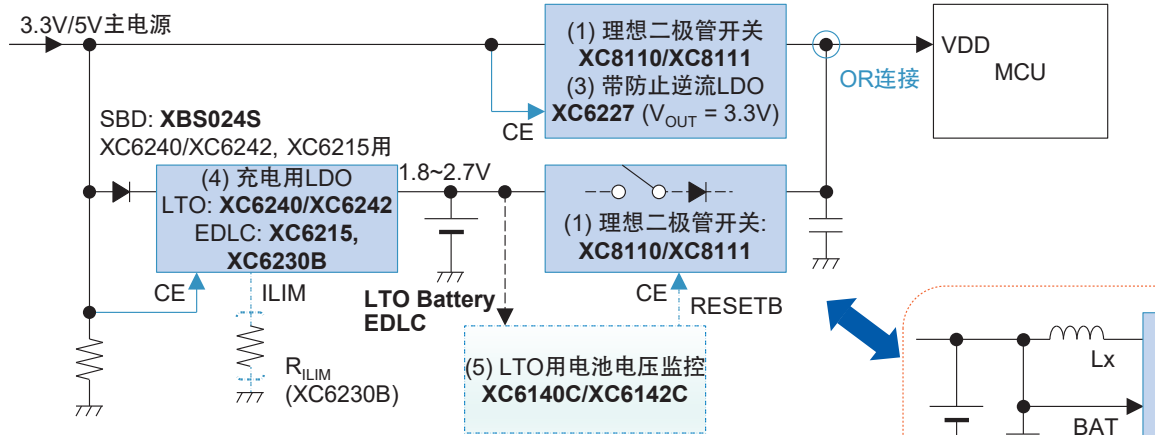 3.3V/5V主电源
(1) 理想二极管开关
XC8110/XC8111
(3) 带防止逆流LDO
XC6227 (VOUT = 3.3V)
CE
OR连接
VDD
MCU
SBD: XBS024S
XC6240/XC6242, XC6215用
(4) 充电用LDO
LTO: XC6240/XC6242
EDLC: XC6215,
XC6230B
1.8~2.7V
(1) 理想二极管开关:
XC8110/XC8111
CE
ILIM
LTO Battery
EDLC
CE
RESETB
RILIM
(XC6230B)
(5) LTO用电池电压监控
XC6140C/XC6142C
Lx
BAT